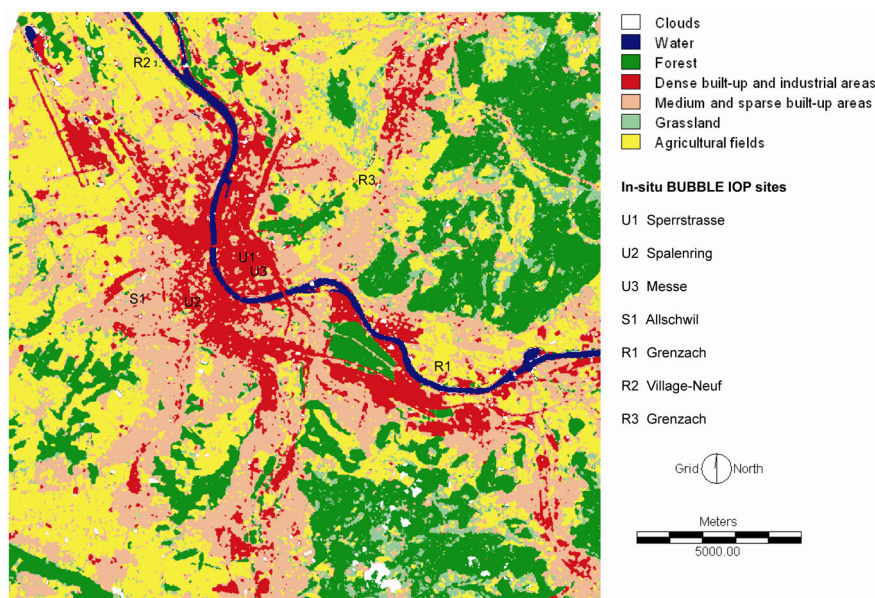 Clouds
Water
Forest
Dense built-up and industrial areas
Medium and sparse built-up areas
Grassland
Agricultural fields
In-situ BUBBLE IOP sites
U1 Sperrstrasse
U2 Spalenring
U3 Messe
S1 Allschwil
R1 Grenzach
R2 Village-Neuf
R3 Grenzach
Grid North
Meters
5000.00
R2
R3
U1
U3
S1
U2
R1